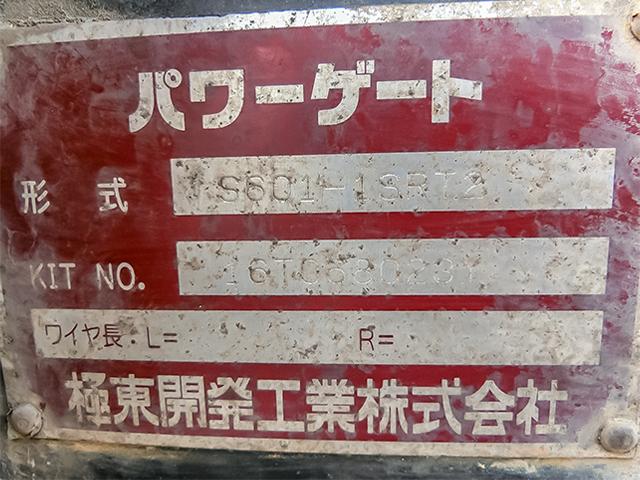 パワーゲート
形 式 S601-1SRT2
KIT NO.
ワイヤ長.L= R=
極東開発工業株式会社